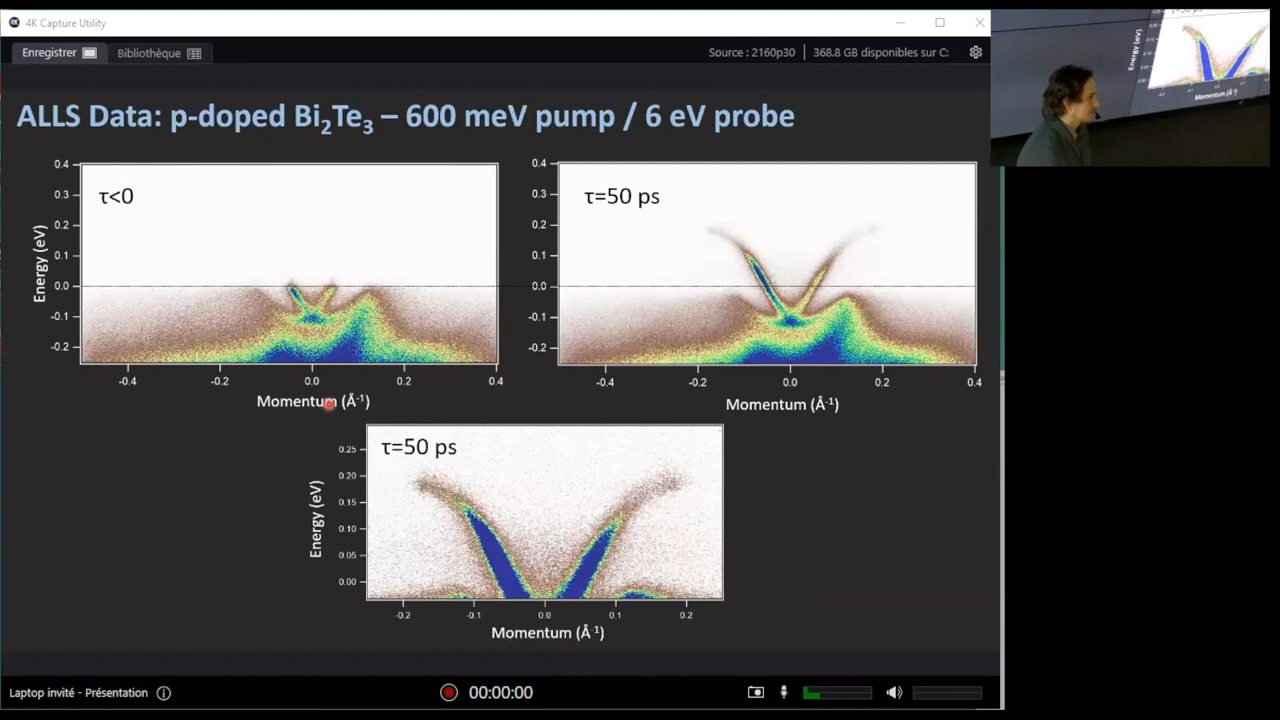 4K Capture Utility
Enregistrer
Bibliothèque
Source : 2160p30
368.8 GB disponibles sur C:
ALLS Data: p-doped Bi2Te3 – 600 meV pump / 6 eV probe
τ<0
Energy (eV)
0.4
0.3
0.2
0.1
0.0
-0.1
-0.2
-0.4
-0.2
0.0
0.2
0.4
Momentum (Å-1)
τ=50 ps
0.4
0.3
0.2
0.1
0.0
-0.1
-0.2
-0.4
-0.2
0.0
0.2
0.4
Momentum (Å-1)
τ=50 ps
Energy (eV)
0.25
0.20
0.15
0.10
0.05
0.00
-0.2
-0.1
0.0
0.1
0.2
Momentum (Å-1)
Energy (eV)
Momentum (Å-1)
Laptop invité - Présentation
00:00:00